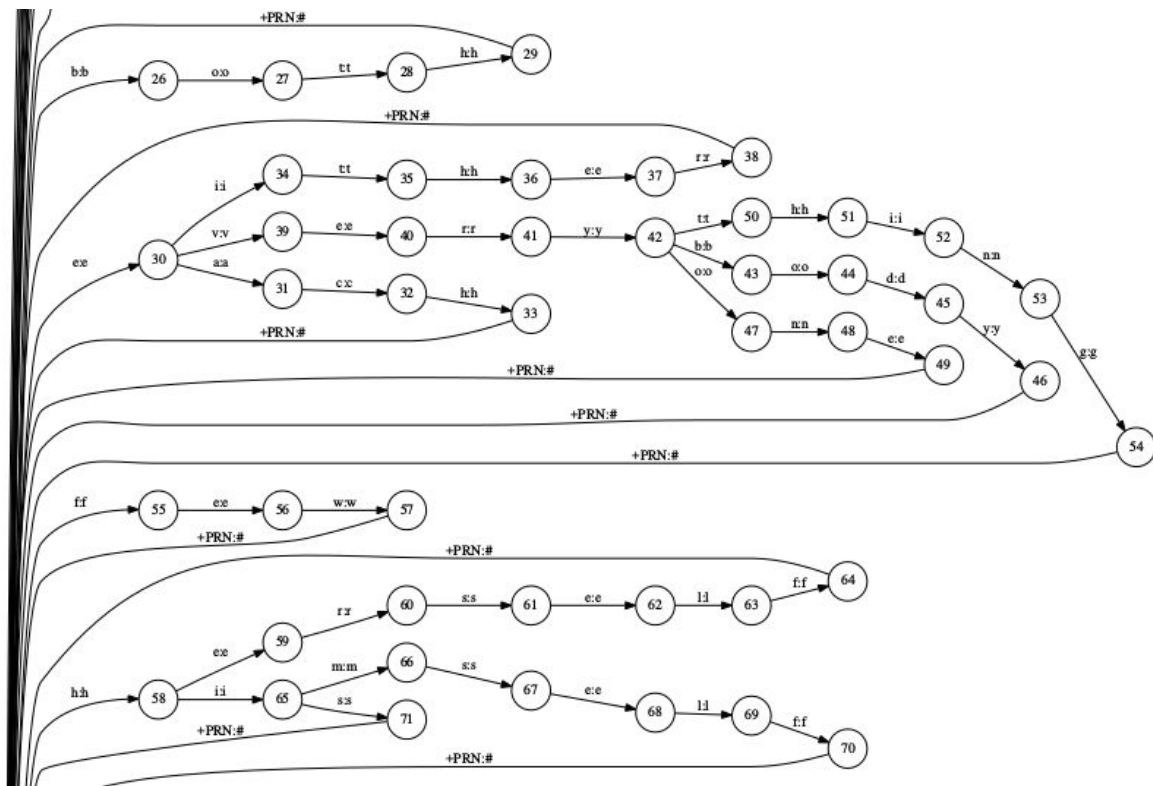 +PRN:#
b:b 26 o:o 27 t:t 28 h:h 29
+PRN:#
i:i 34 t:t 35 h:h 36 e:e 37 r:r 38
e:e 30 v:v 39 e:e 40 r:r 41 y:y 42 t:t 50 h:h 51 i:i 52 n:n 53 g:g 54
b:b 43 o:o 44 d:d 45 y:y 46
o:o 47 n:n 48 e:e 49
a:a 31 c:c 32 h:h 33
+PRN:#
+PRN:#
+PRN:#
+PRN:#
f:f 55 e:e 56 w:w 57
+PRN:#
+PRN:#
h:h 58 e:e 59 r:r 60 s:s 61 e:e 62 l:l 63 f:f 64
i:i 65 m:m 66 s:s 67 e:e 68 l:l 69 f:f 70
s:s 71
+PRN:#
+PRN:#